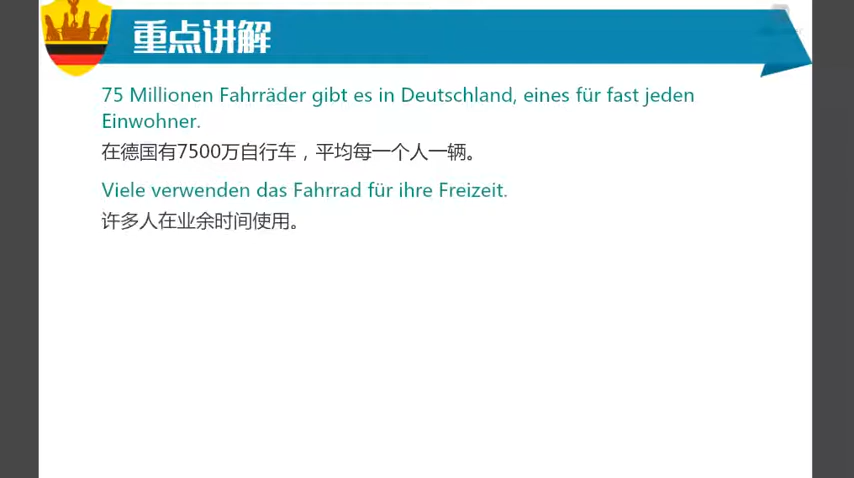 重点讲解
75 Millionen Fahrräder gibt es in Deutschland, eines für fast jeden
Einwohner.
在德国有7500万自行车，平均每一个人一辆。
Viele verwenden das Fahrrad für ihre Freizeit.
许多人在业余时间使用。